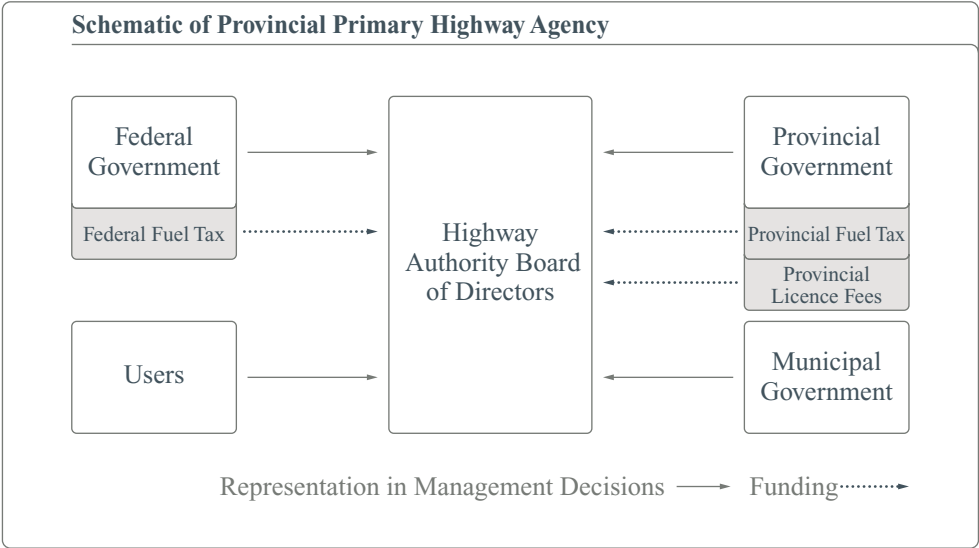 Schematic of Provincial Primary Highway Agency
Federal
Government
Federal Fuel Tax
Users
Highway
Authority Board
of Directors
Provincial
Government
Provincial Fuel Tax
Provincial
Licence Fees
Municipal
Government
Representation in Management Decisions
Funding